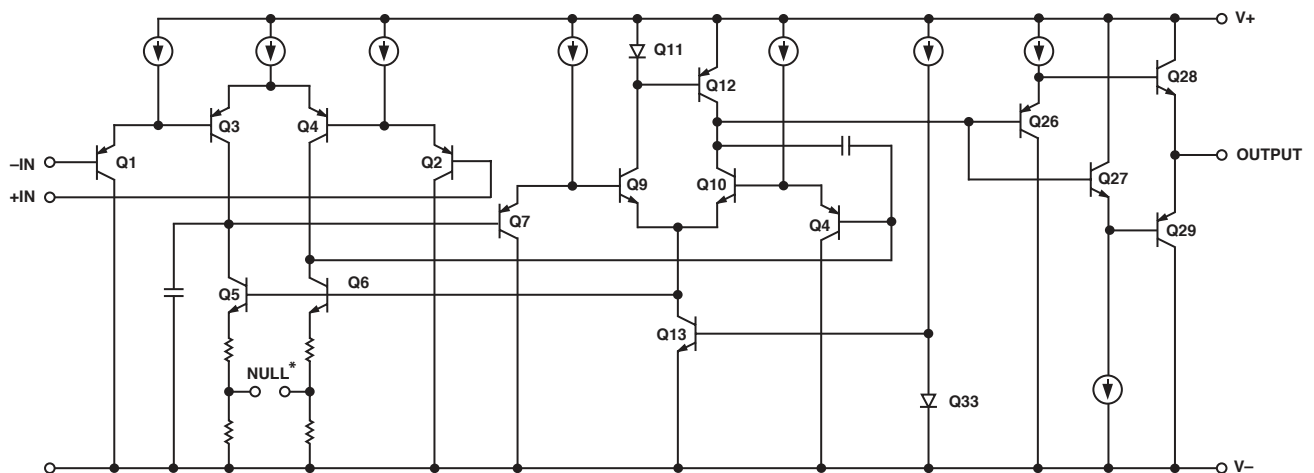 V+
Q11
Q12
Q28
Q3
Q4
Q26
–IN
Q1
Q2
OUTPUT
Q9
Q10
Q27
+IN
Q7
Q4
Q29
Q5
Q6
Q13
NULL*
Q33
V–